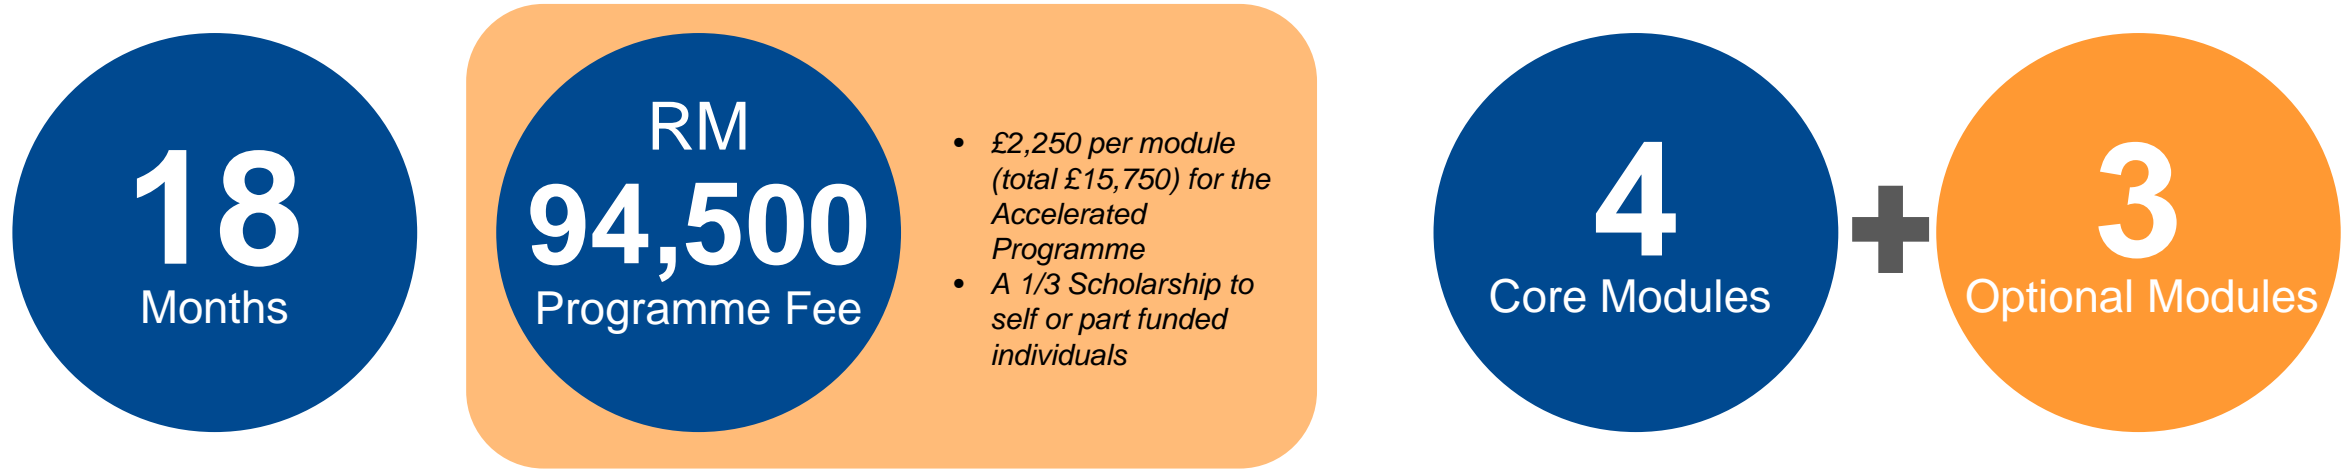 18
Months
RM
94,500
Programme Fee
• £2,250 per module
(total £15,750) for the
Accelerated
Programme
• A 1/3 Scholarship to
self or part funded
individuals
4
Core Modules
3
Optional Modules